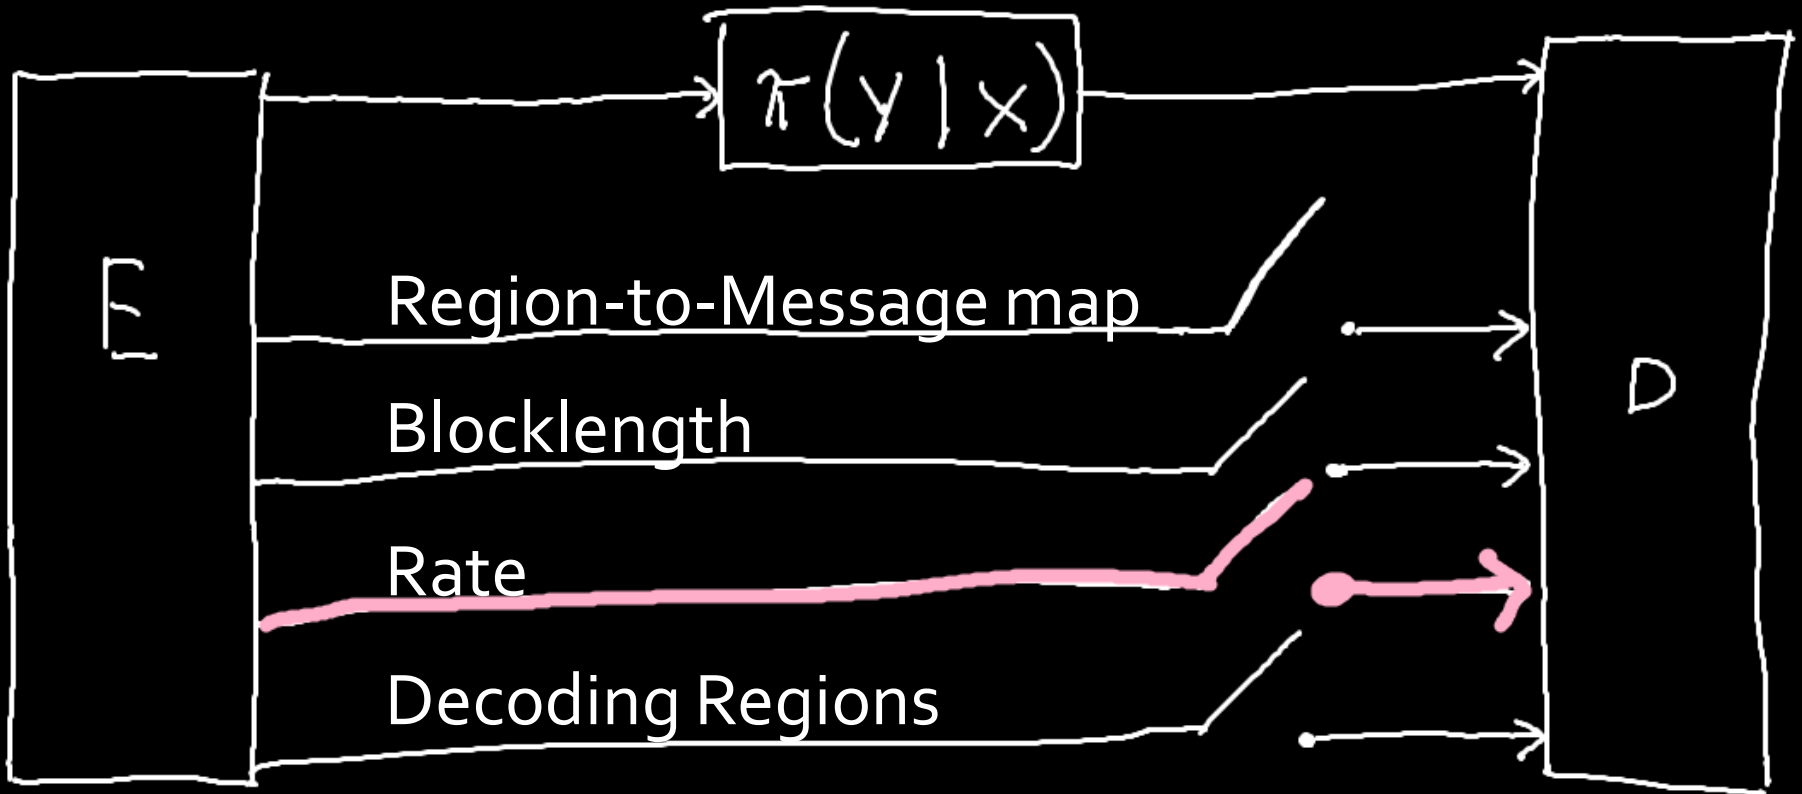 π(y|x)
E
Region-to-Message map
Blocklength
D
Rate
Decoding Regions